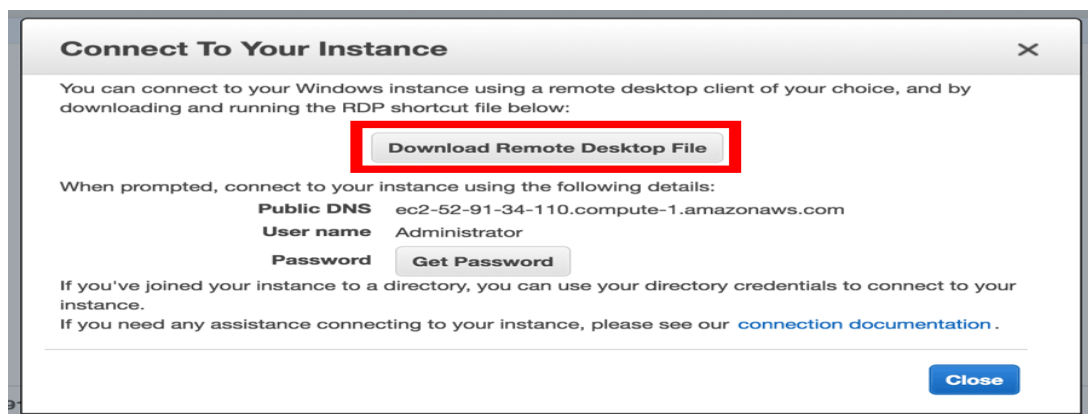 Connect To Your Instance ×
You can connect to your Windows instance using a remote desktop client of your choice, and by
downloading and running the RDP shortcut file below:
Download Remote Desktop File
When prompted, connect to your instance using the following details:
Public DNS ec2-52-91-34-110.compute-1.amazonaws.com
User name Administrator
Password Get Password
If you've joined your instance to a directory, you can use your directory credentials to connect to your
instance.
If you need any assistance connecting to your instance, please see our connection documentation.
Close